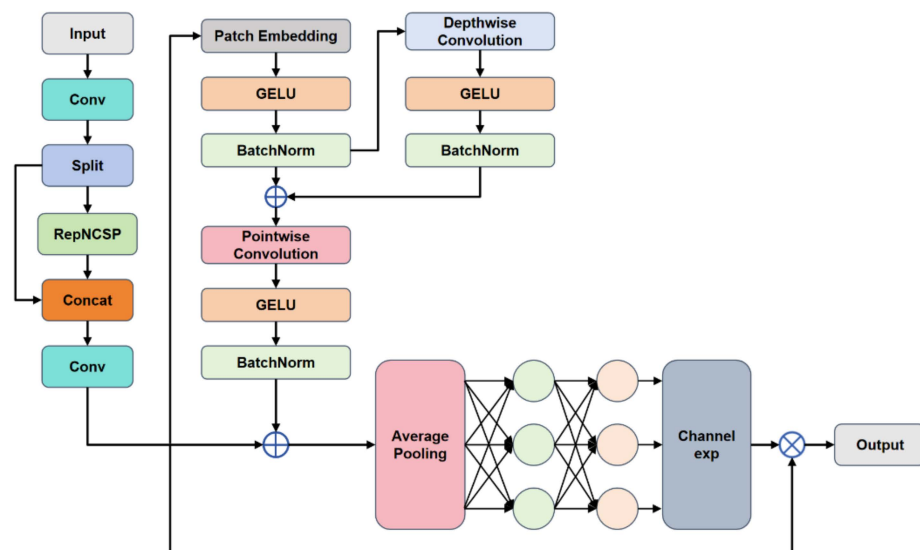 Input
Conv
Split
RepNCSP
Concat
Conv
Patch Embedding
GELU
BatchNorm
Depthwise
Convolution
GELU
BatchNorm
Pointwise
Convolution
GELU
BatchNorm
Average
Pooling
Channel
exp
Output